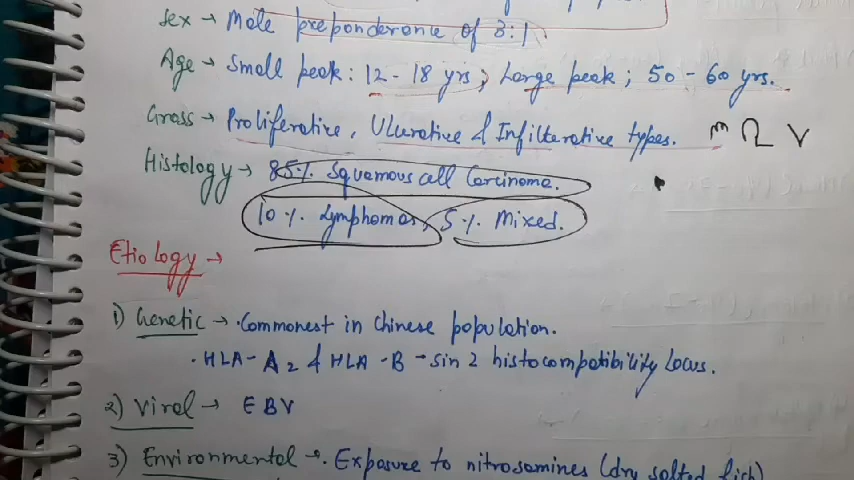 Sex → Male preponderance of 3:1
Age → Small peak: 12 - 18 yrs; Large peak; 50 - 60 yrs.
Gross → Proliferative, Ulcerative & Infilterative types. m Ω V
Histology → 85% Squamous cell Carcinoma.
10% Lymphomas, 5% Mixed.
Etiology →
1) Genetic → · Commonest in Chinese population.
· HLA - A2 & HLA - B - sin 2 histocompatibility locus.
2) Viral → EBV
3) Environmental → · Exposure to nitrosamines (dry salted fish)